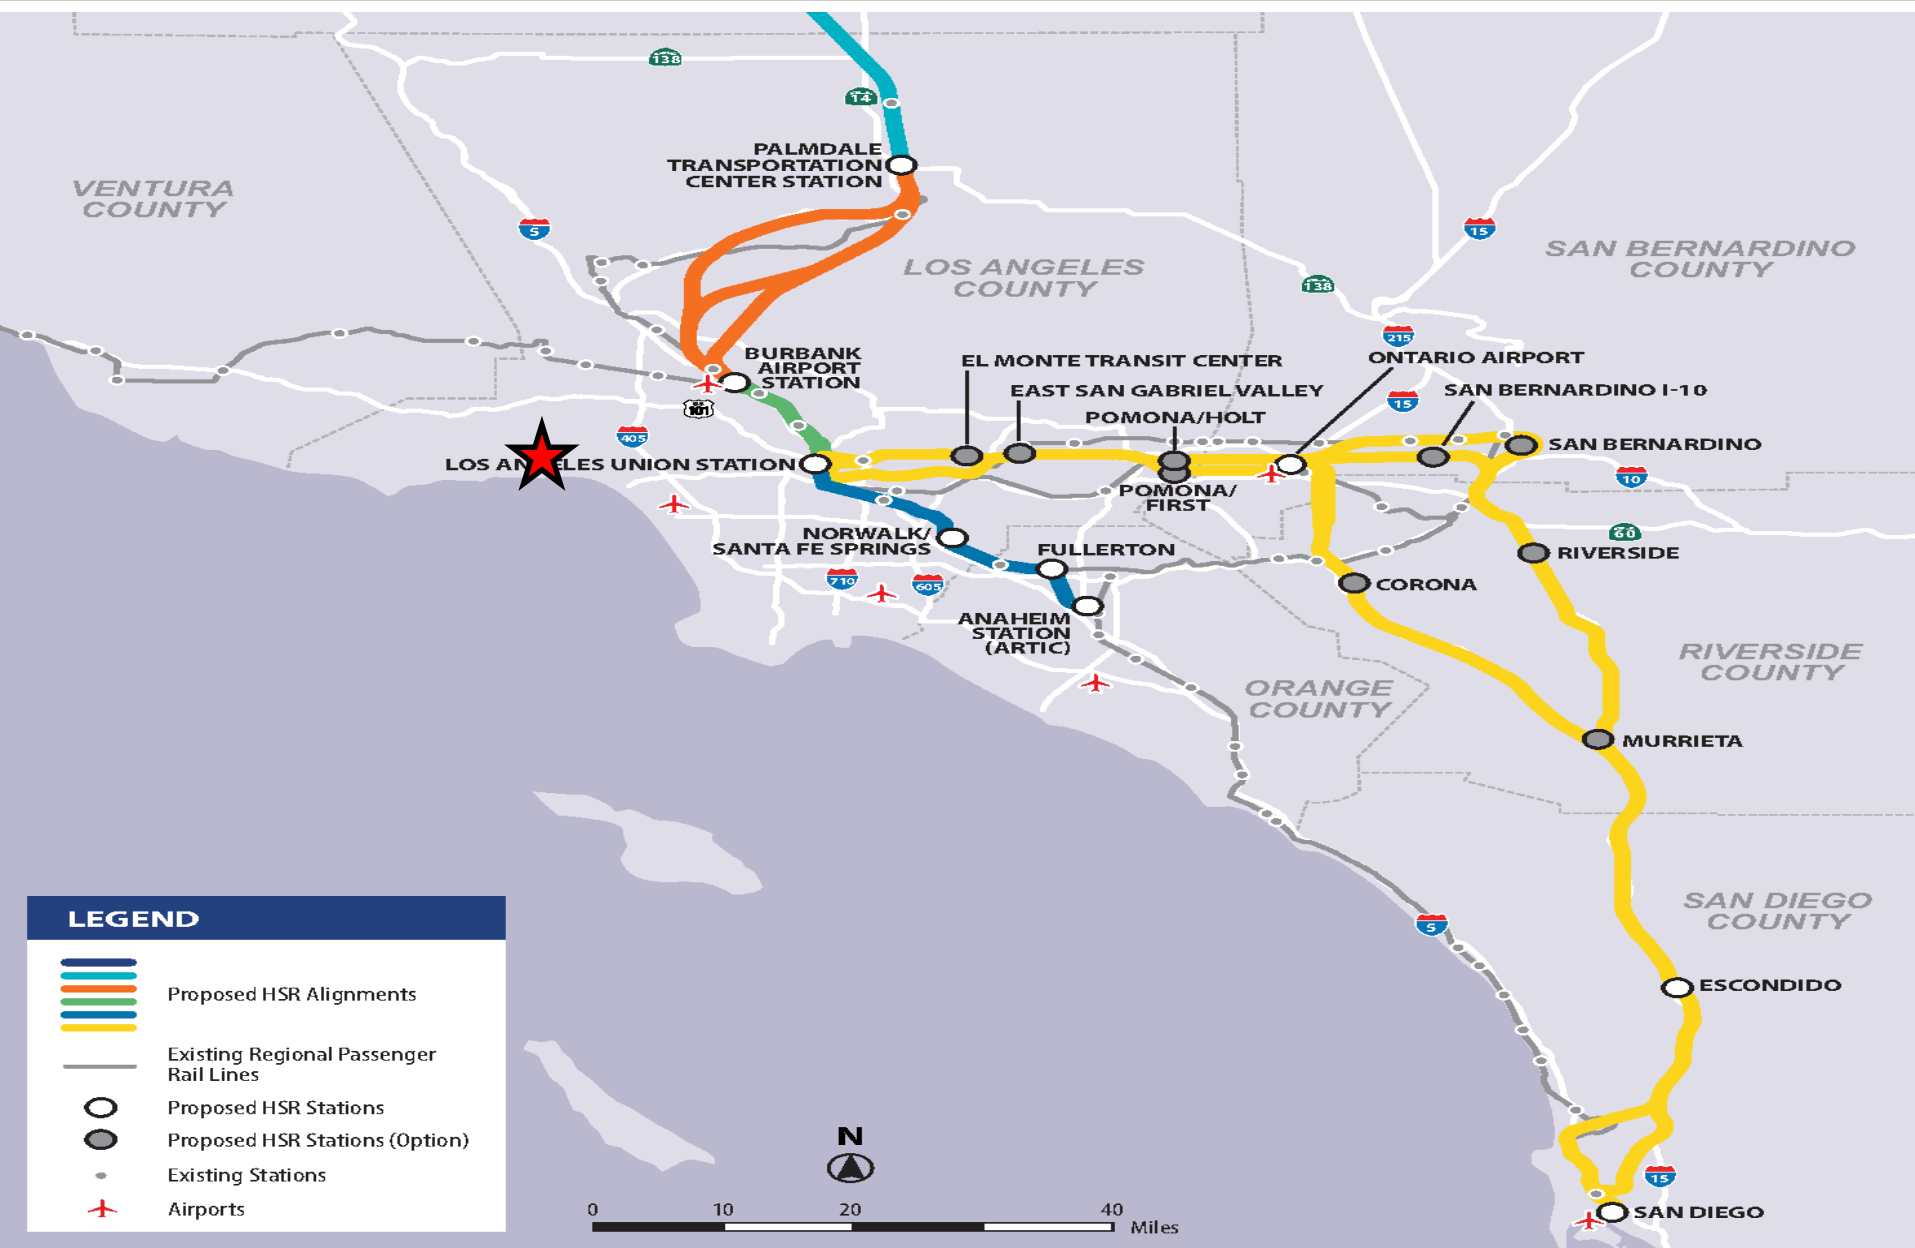 138
14
PALMDALE
TRANSPORTATION
CENTER STATION
VENTURA
COUNTY
5
15
SAN BERNARDINO
COUNTY
LOS ANGELES
COUNTY
138
215
BURBANK
AIRPORT
STATION
EL MONTE TRANSIT CENTER
ONTARIO AIRPORT
EAST SAN GABRIEL VALLEY
SAN BERNARDINO I-10
15
U.S.
101
POMONA/HOLT
405
SAN BERNARDINO
LOS ANGELES UNION STATION
10
POMONA/
FIRST
NORWALK/
SANTA FE SPRINGS
FULLERTON
60
RIVERSIDE
710
605
CORONA
ANAHEIM
STATION
(ARTIC)
RIVERSIDE
COUNTY
ORANGE
COUNTY
MURRIETA
SAN DIEGO
COUNTY
5
ESCONDIDO
15
SAN DIEGO
LEGEND
Proposed HSR Alignments
Existing Regional Passenger
Rail Lines
Proposed HSR Stations
Proposed HSR Stations (Option)
Existing Stations
Airports
N
0 10 20 40
Miles